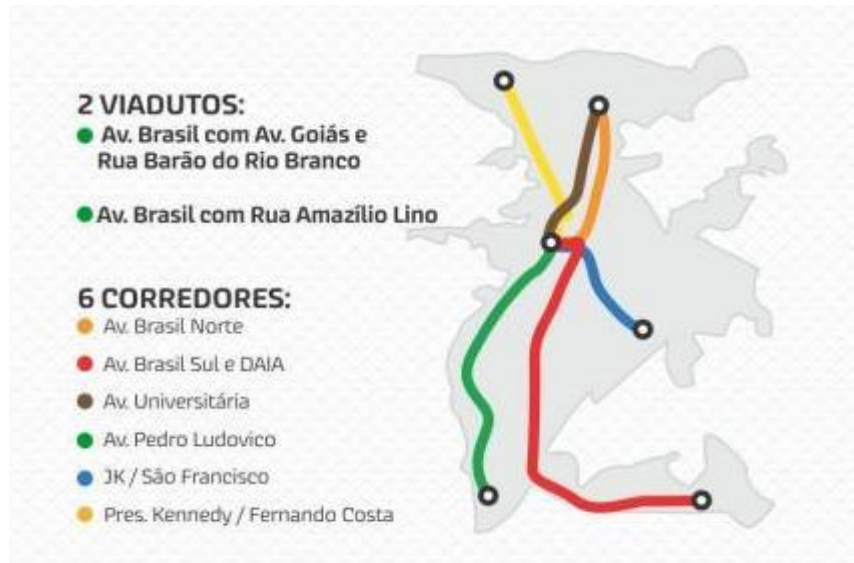 2 VIADUTOS:
Av. Brasil com Av. Goiás e
Rua Barão do Rio Branco
Av. Brasil com Rua Amazílio Lino
6 CORREDORES:
Av. Brasil Norte
Av. Brasil Sul e DAIA
Av. Universitária
Av. Pedro Ludovico
JK / São Francisco
Pres. Kennedy / Fernando Costa